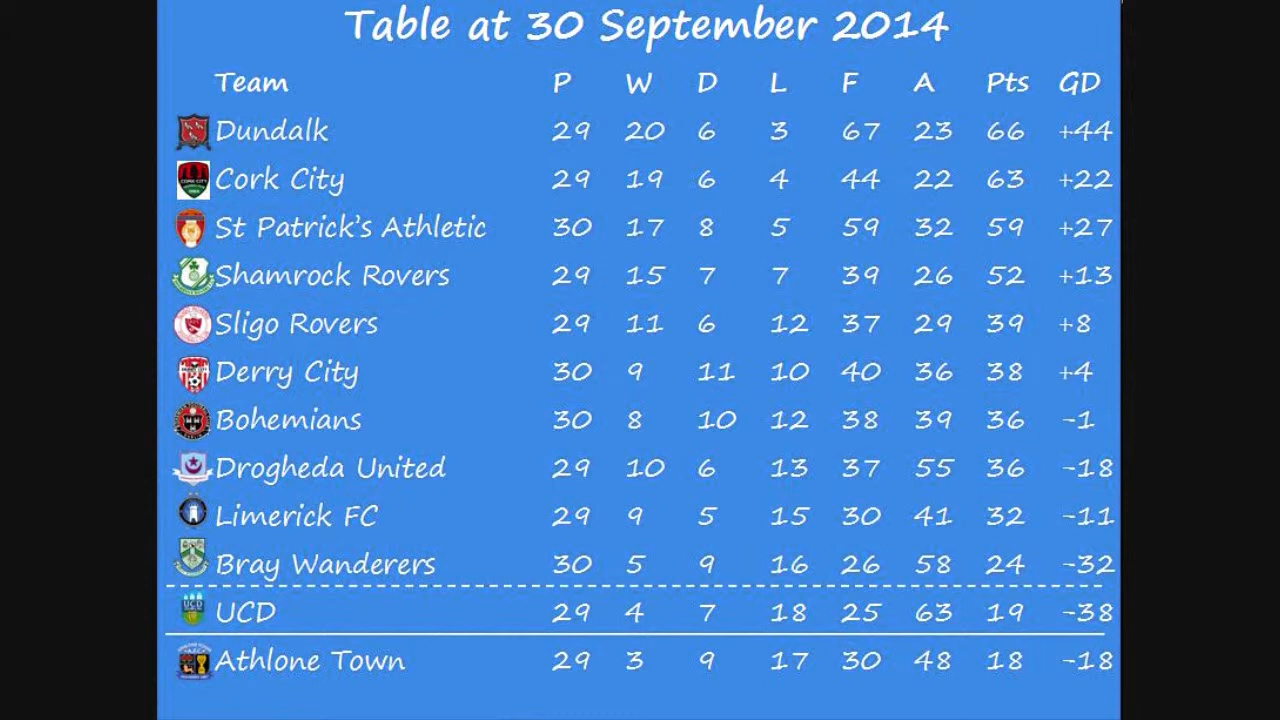 Table at 30 September 2014
Team P W D L F A Pts GD
Dundalk 29 20 6 3 67 23 66 +44
Cork City 29 19 6 4 44 22 63 +22
St Patrick’s Athletic 30 17 8 5 59 32 59 +27
Shamrock Rovers 29 15 7 7 39 26 52 +13
Sligo Rovers 29 11 6 12 37 29 39 +8
Derry City 30 9 11 10 40 36 38 +4
Bohemians 30 8 10 12 38 39 36 -1
Drogheda United 29 10 6 13 37 55 36 -18
Limerick FC 29 9 5 15 30 41 32 -11
Bray Wanderers 30 5 9 16 26 58 24 -32
UCD 29 4 7 18 25 63 19 -38
Athlone Town 29 3 9 17 30 48 18 -18